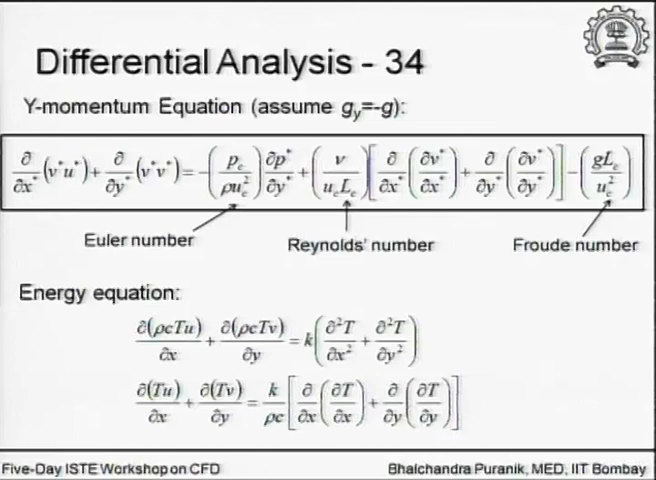 Differential Analysis - 34
Y-momentum Equation (assume g_y=-g):
∂/∂x* (v*u*) + ∂/∂y* (v*v*) = -(p_c/ρu_c²) ∂p*/∂y* + (ν/u_cL_c) [∂/∂x* (∂v*/∂x*) + ∂/∂y* (∂v*/∂y*)] - (gL_c/u_c²)
Euler number
Reynolds' number
Froude number
Energy equation:
∂(ρcTu)/∂x + ∂(ρcTv)/∂y = k(∂²T/∂x² + ∂²T/∂y²)
∂(Tu)/∂x + ∂(Tv)/∂y = k/ρc [∂/∂x (∂T/∂x) + ∂/∂y (∂T/∂y)]
Five-Day ISTE Workshop on CFD
Bhalchandra Puranik, MED, IIT Bombay